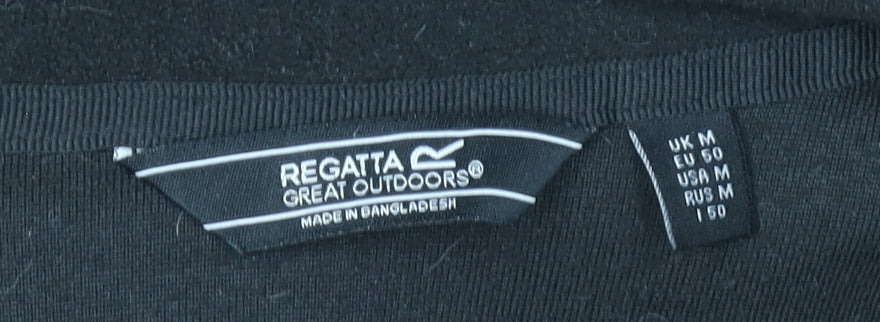 REGATTA R
GREAT OUTDOORS®
MADE IN BANGLADESH
UK M
EU 50
USA M
RUS M
I 50